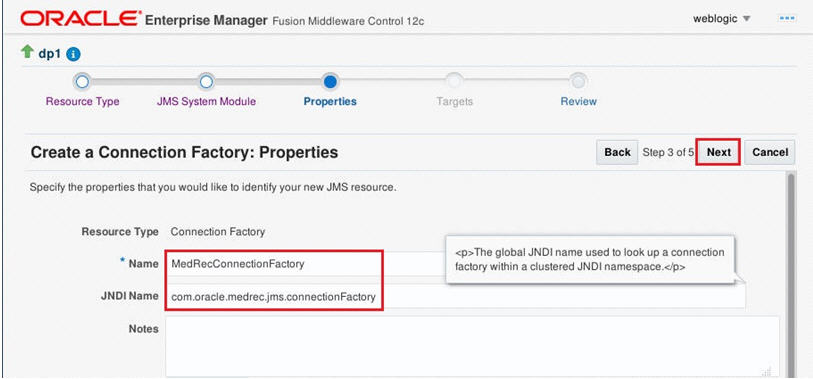 ORACLE Enterprise Manager Fusion Middleware Control 12c
weblogic
dp1
Resource Type JMS System Module Properties Targets Review
Create a Connection Factory: Properties
Back Step 3 of 5 Next Cancel
Specify the properties that you would like to identify your new JMS resource.
Resource Type Connection Factory
* Name MedRecConnectionFactory
<p>The global JNDI name used to look up a connection
factory within a clustered JNDI namespace.</p>
JNDI Name com.oracle.medrec.jms.connectionFactory
Notes